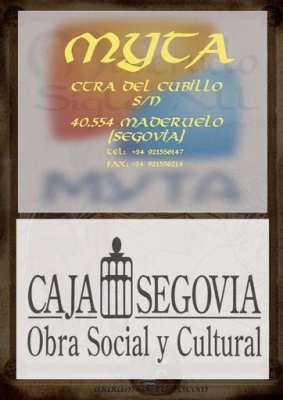 MYTA
CTRA DEL CUBILLO
S/N
40.554 MADERUELO
(SEGOVIA)
TEL: +34 921556147
FAX: +34 921556214
MYTA
CAJA SEGOVIA
Obra Social y Cultural